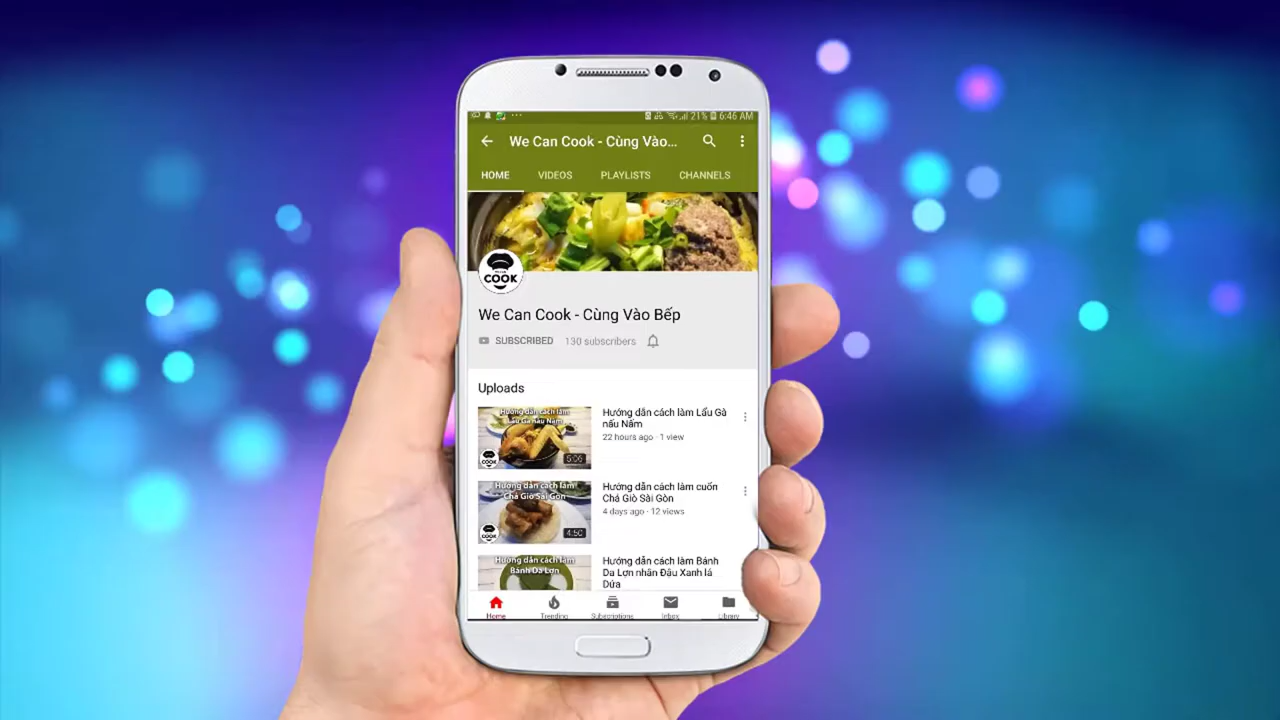 21% 6:46 AM
We Can Cook - Cùng Vào...
HOME VIDEOS PLAYLISTS CHANNELS
COOK
We Can Cook - Cùng Vào Bếp
SUBSCRIBED 130 subscribers
Uploads
Hướng dẫn cách làm
Lẩu Gà nấu Nấm
COOK
5:06
Hướng dẫn cách làm Lẩu Gà
nấu Nấm
22 hours ago · 1 view
Hướng dẫn cách làm
Chả Giò Sài Gòn
COOK
4:50
Hướng dẫn cách làm cuốn
Chả Giò Sài Gòn
4 days ago · 12 views
Hướng dẫn cách làm
Bánh Da Lợn
Hướng dẫn cách làm Bánh
Da Lợn nhân Đậu Xanh lá
Dứa
Home Trending Subscriptions Inbox Library